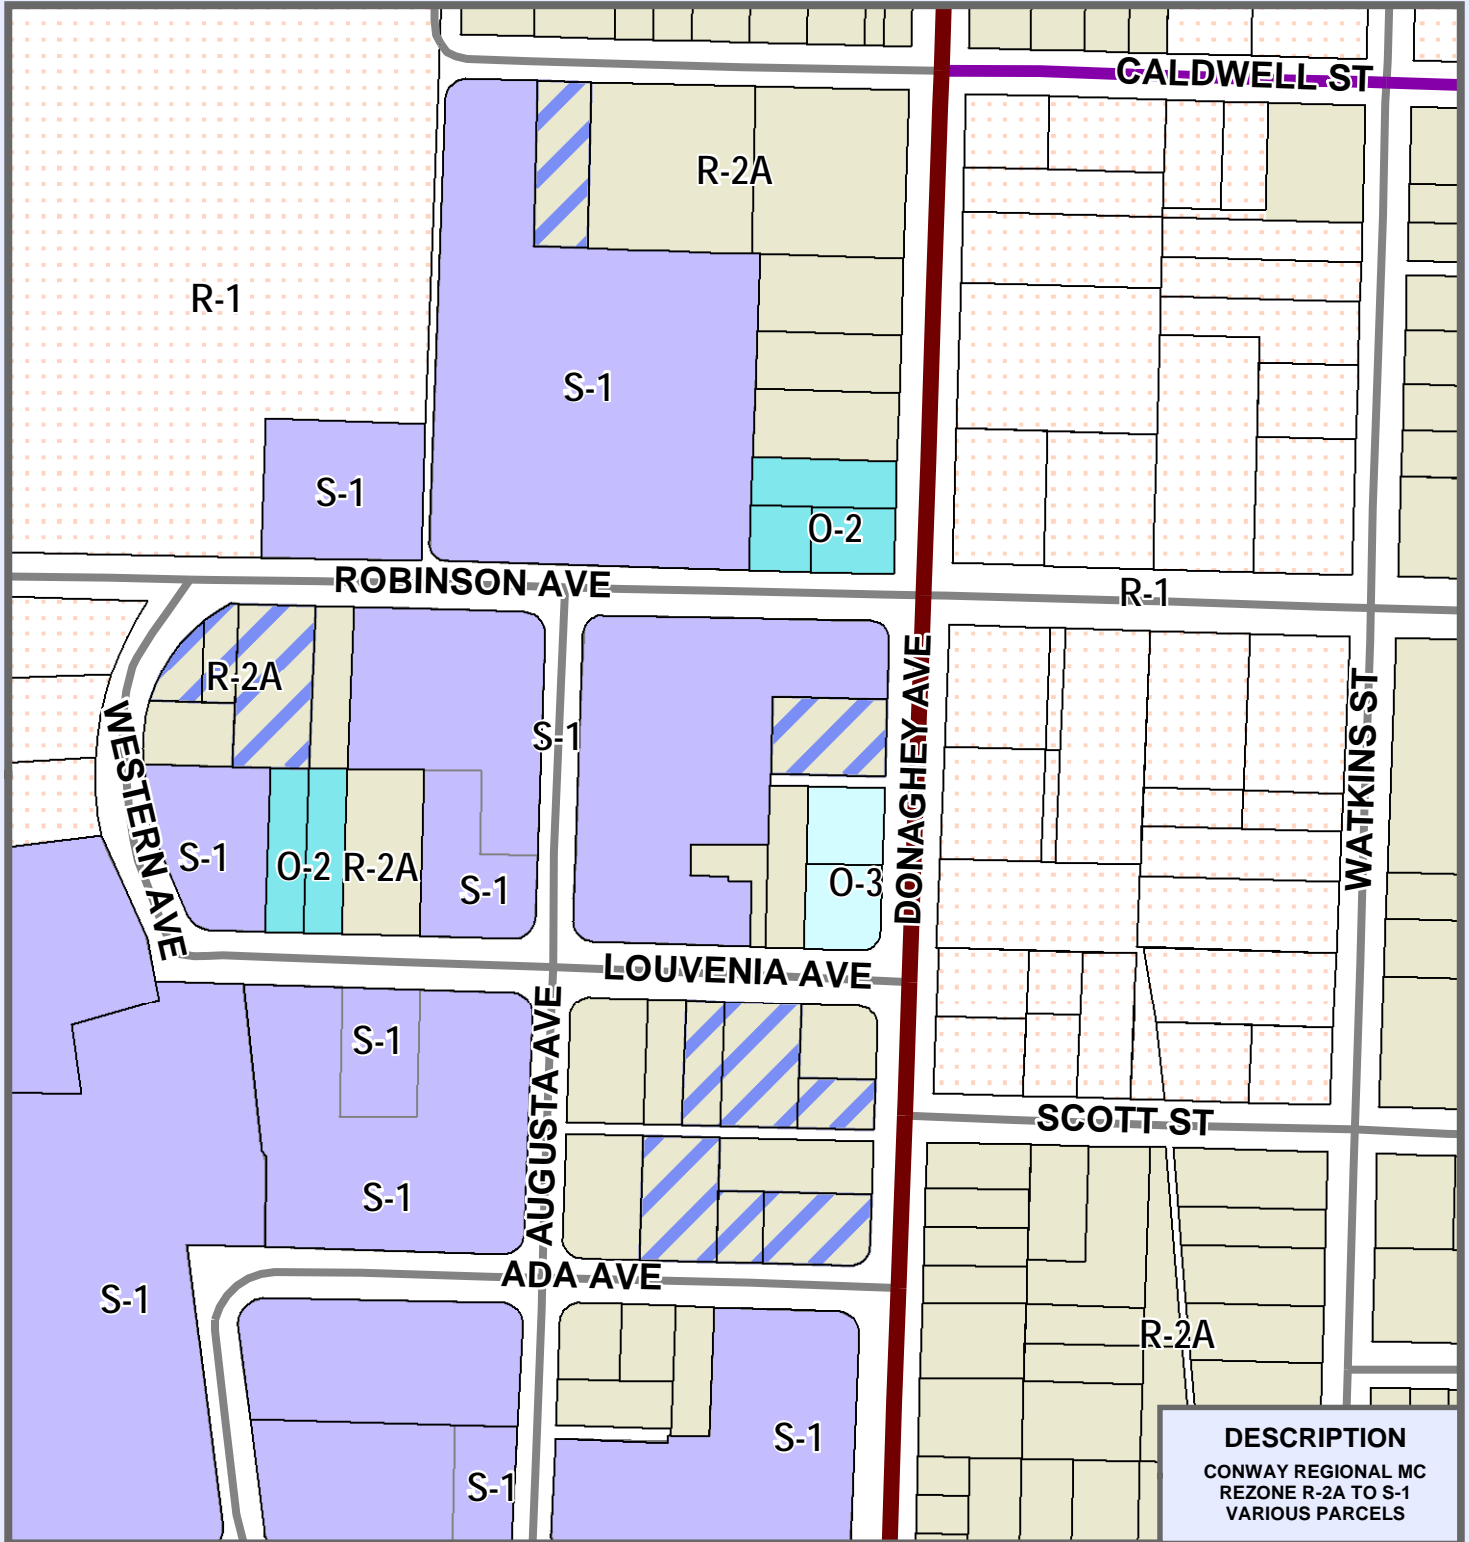 CALDWELL ST
R-2A
R-1
S-1
S-1
O-2
ROBINSON AVE
R-1
R-2A
S-1
DONAGHEY AVE
WATKINS ST
WESTERN AVE
S-1
O-2
R-2A
S-1
O-3
LOUVENIA AVE
S-1
AUGUSTA AVE
SCOTT ST
S-1
ADA AVE
S-1
R-2A
S-1
S-1
DESCRIPTION
CONWAY REGIONAL MC
REZONE R-2A TO S-1
VARIOUS PARCELS